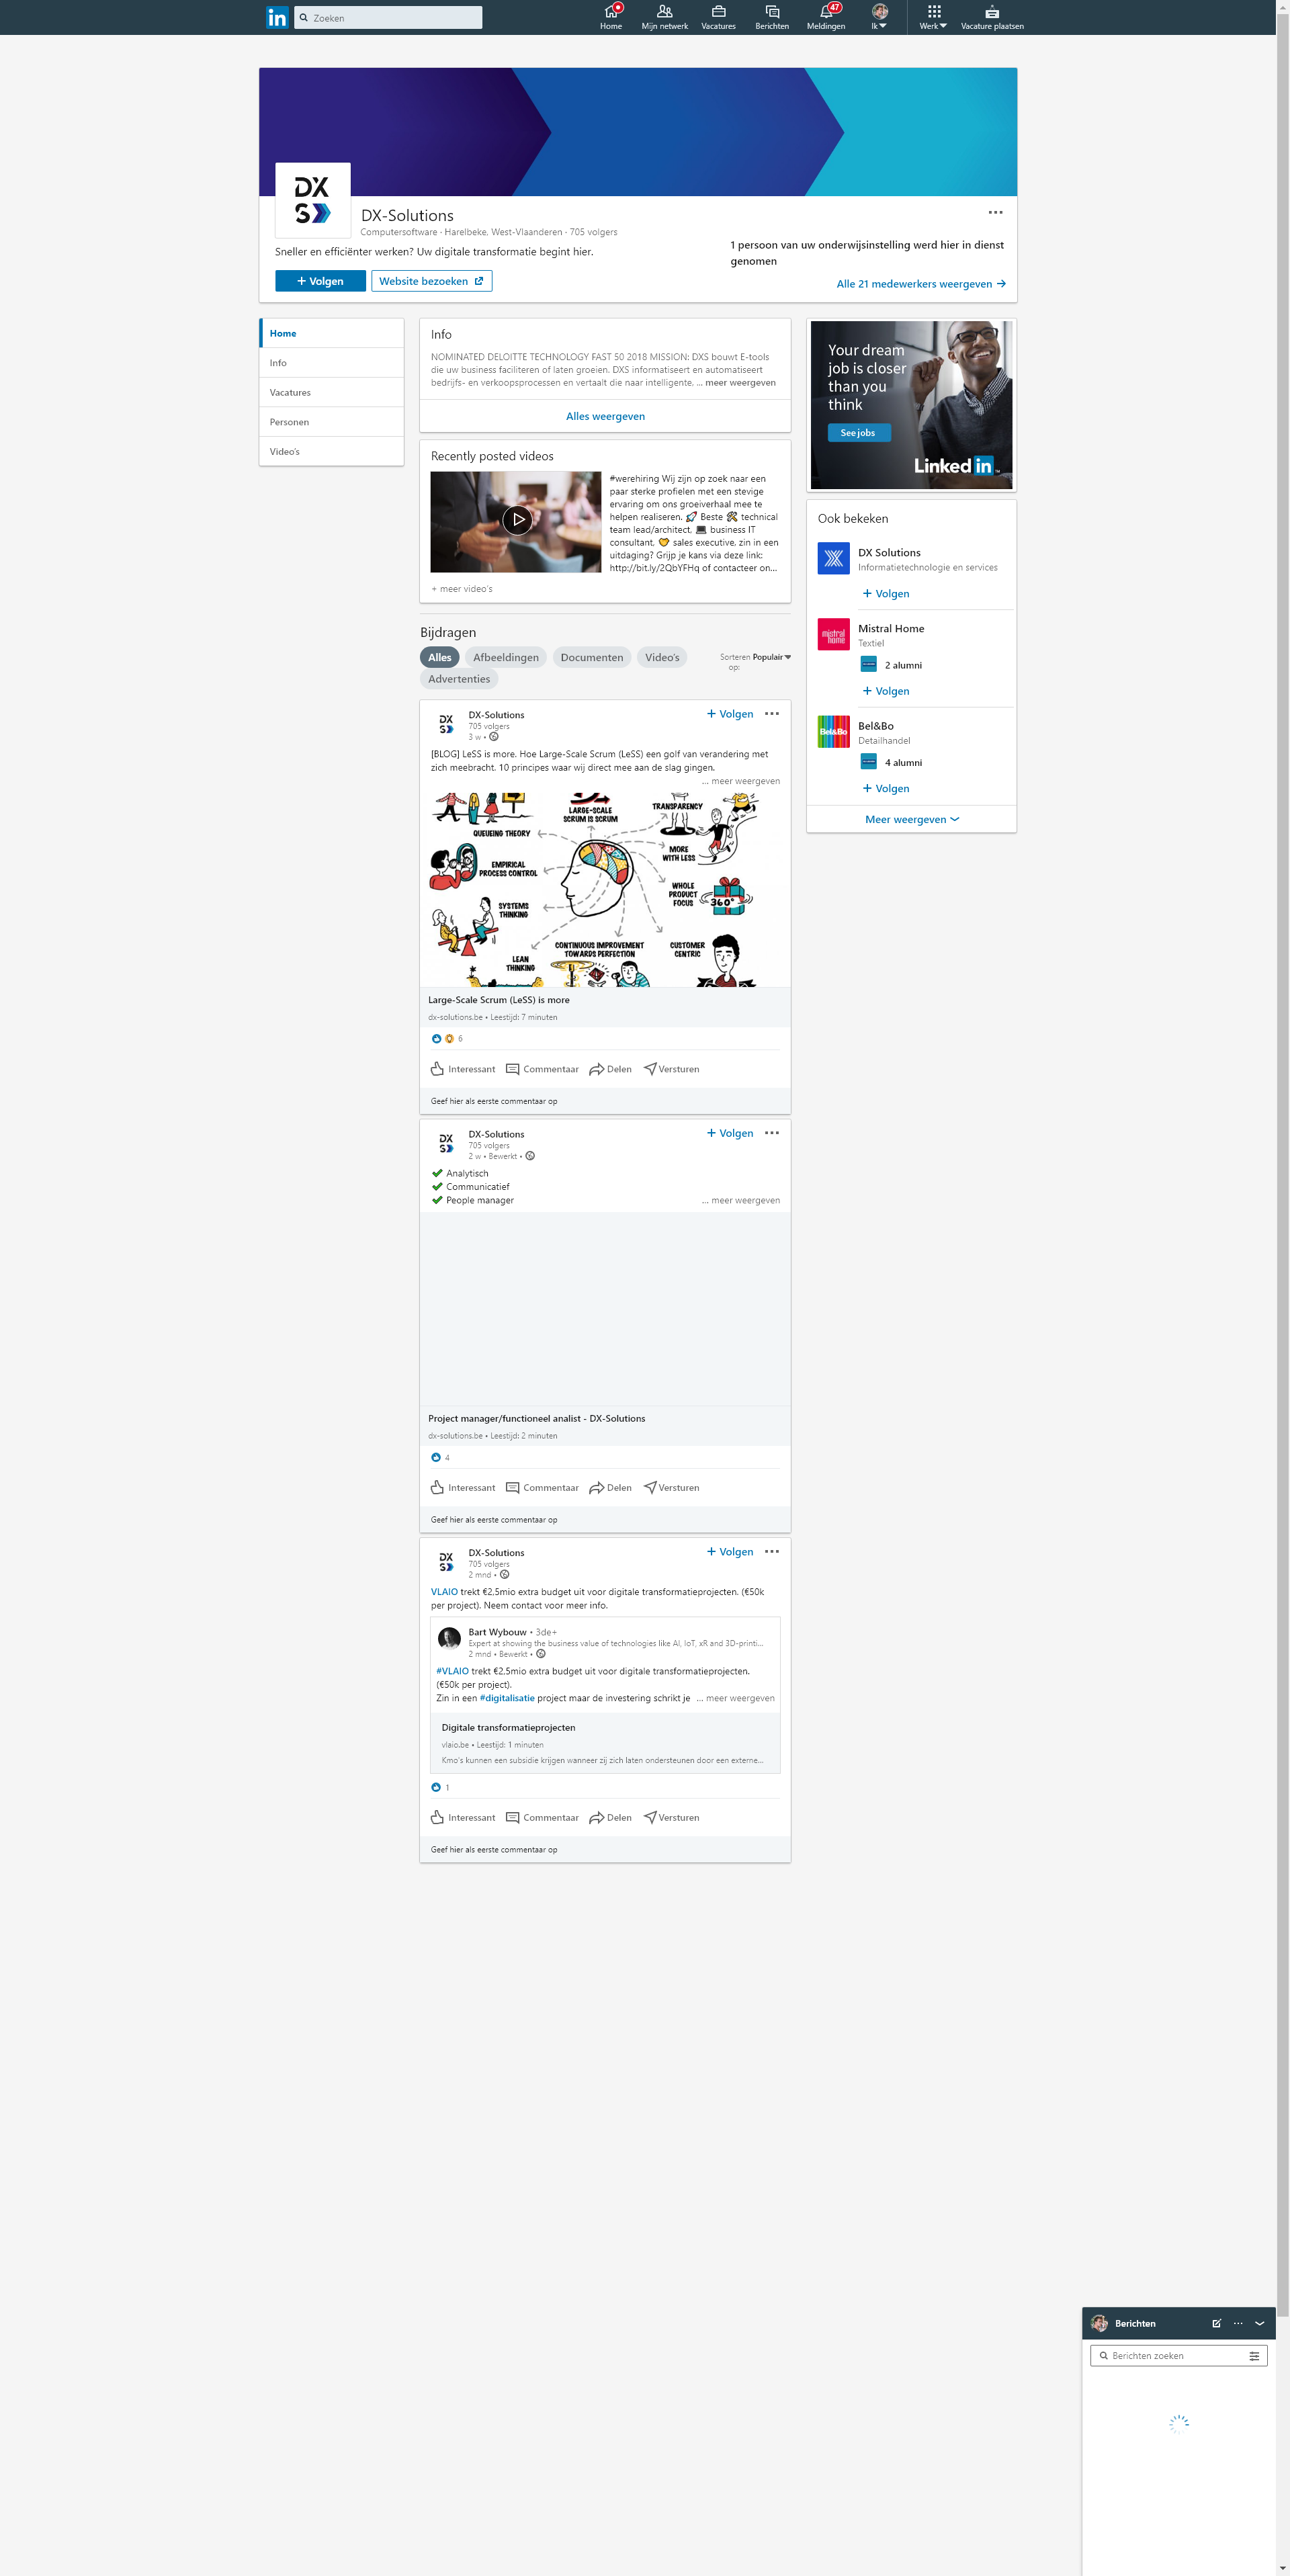 in
Zoeken
Home
Mijn netwerk
Vacatures
Berichten
47
Meldingen
Ik
Werk
Vacature plaatsen
DX
S
DX-Solutions
Computersoftware · Harelbeke, West-Vlaanderen · 705 volgers
Sneller en efficiënter werken? Uw digitale transformatie begint hier.
1 persoon van uw onderwijsinstelling werd hier in dienst
genomen
+ Volgen
Website bezoeken
Alle 21 medewerkers weergeven →
Home
Info
Vacatures
Personen
Video's
Info
NOMINATED DELOITTE TECHNOLOGY FAST 50 2018 MISSION: DXS bouwt E-tools
die uw business faciliteren of laten groeien. DXS informatiseert en automatiseert
bedrijfs- en verkoopsprocessen en vertaalt die naar intelligente, ... meer weergeven
Alles weergeven
Recently posted videos
#werehiring Wij zijn op zoek naar een
paar sterke profielen met een stevige
ervaring om ons groeiverhaal mee te
helpen realiseren. 🚀 Beste 🛠 technical
team lead/architect, 💻 business IT
consultant, 🤝 sales executive, zin in een
uitdaging? Grijp je kans via deze link:
http://bit.ly/2QbYFHq of contacteer on...
+ meer video's
Bijdragen
Alles
Afbeeldingen
Documenten
Video's
Advertenties
Sorteren
op:
Populair
DX
S
DX-Solutions
705 volgers
3 w •
+ Volgen
[BLOG] LeSS is more. Hoe Large-Scale Scrum (LeSS) een golf van verandering met
zich meebracht. 10 principes waar wij direct mee aan de slag gingen.
... meer weergeven
LARGE-SCALE
SCRUM IS SCRUM
TRANSPARENCY
QUEUEING THEORY
MORE
WITH LESS
EMPIRICAL
PROCESS CONTROL
WHOLE
PRODUCT
FOCUS
360°
SYSTEMS
THINKING
CONTINUOUS IMPROVEMENT
TOWARDS PERFECTION
CUSTOMER
CENTRIC
LEAN
THINKING
Large-Scale Scrum (LeSS) is more
dx-solutions.be • Leestijd: 7 minuten
6
Interessant
Commentaar
Delen
Versturen
Geef hier als eerste commentaar op
DX
S
DX-Solutions
705 volgers
2 w • Bewerkt •
+ Volgen
✔ Analytisch
✔ Communicatief
✔ People manager
... meer weergeven
Project manager/functioneel analist - DX-Solutions
dx-solutions.be • Leestijd: 2 minuten
4
Interessant
Commentaar
Delen
Versturen
Geef hier als eerste commentaar op
DX
S
DX-Solutions
705 volgers
2 mnd •
+ Volgen
VLAIO trekt €2,5mio extra budget uit voor digitale transformatieprojecten. (€50k
per project). Neem contact voor meer info.
Bart Wybouw • 3de+
Expert at showing the business value of technologies like AI, IoT, xR and 3D-printi...
2 mnd • Bewerkt •
#VLAIO trekt €2,5mio extra budget uit voor digitale transformatieprojecten.
(€50k per project).
Zin in een #digitalisatie project maar de investering schrikt je ... meer weergeven
Digitale transformatieprojecten
vlaio.be • Leestijd: 1 minuten
Kmo's kunnen een subsidie krijgen wanneer zij zich laten ondersteunen door een externe...
1
Interessant
Commentaar
Delen
Versturen
Geef hier als eerste commentaar op
Your dream
job is closer
than you
think
See jobs
Linked in ™
Ook bekeken
DX Solutions
Informatietechnologie en services
+ Volgen
mistral
home
Mistral Home
Textiel
2 alumni
+ Volgen
Bel&Bo
Bel&Bo
Detailhandel
4 alumni
+ Volgen
Meer weergeven
Berichten
Berichten zoeken